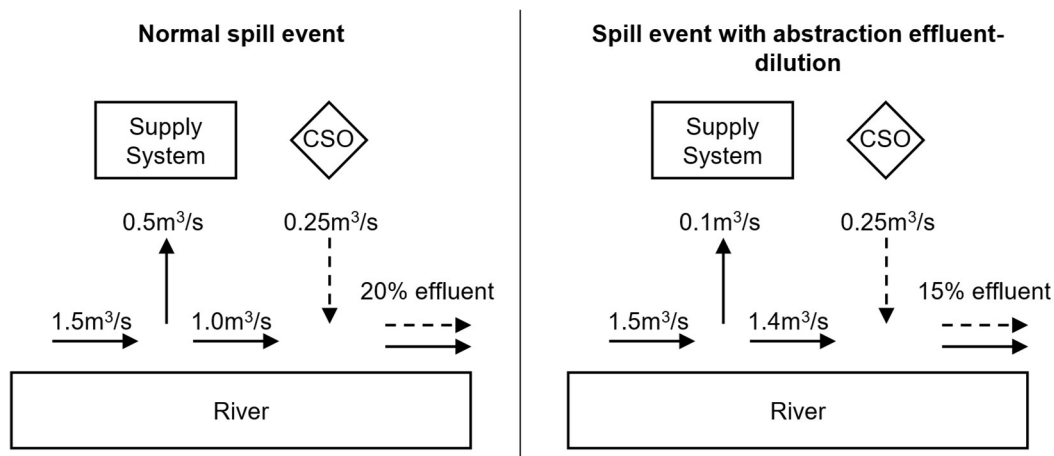 Normal spill event
Supply
System
CSO
0.5m³/s
0.25m³/s
20% effluent
1.5m³/s
1.0m³/s
River
Spill event with abstraction effluent-
dilution
Supply
System
CSO
0.1m³/s
0.25m³/s
15% effluent
1.5m³/s
1.4m³/s
River